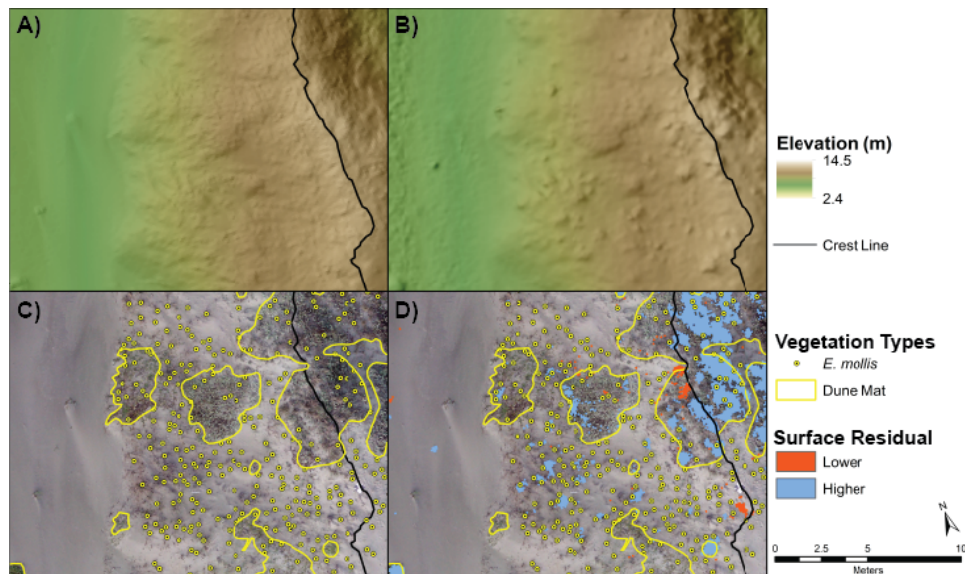 A)
B)
C)
D)
Elevation (m)
14.5
2.4
Crest Line
Vegetation Types
E. mollis
Dune Mat
Surface Residual
Lower
Higher
N
0 2.5 5 10
Meters